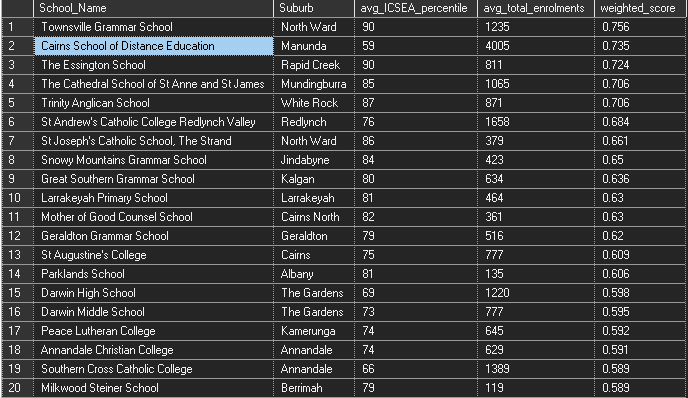 School_Name Suburb avg_ICSEA_percentile avg_total_enrolments weighted_score
1 Townsville Grammar School North Ward 90 1235 0.756
2 Cairns School of Distance Education Manunda 59 4005 0.735
3 The Essington School Rapid Creek 90 811 0.724
4 The Cathedral School of St Anne and St James Mundingburra 85 1065 0.706
5 Trinity Anglican School White Rock 87 871 0.706
6 St Andrew's Catholic College Redlynch Valley Redlynch 76 1658 0.684
7 St Joseph's Catholic School, The Strand North Ward 86 379 0.661
8 Snowy Mountains Grammar School Jindabyne 84 423 0.65
9 Great Southern Grammar School Kalgan 80 634 0.636
10 Larrakeyah Primary School Larrakeyah 81 464 0.63
11 Mother of Good Counsel School Cairns North 82 361 0.63
12 Geraldton Grammar School Geraldton 79 516 0.62
13 St Augustine's College Cairns 75 777 0.609
14 Parklands School Albany 81 135 0.606
15 Darwin High School The Gardens 69 1220 0.598
16 Darwin Middle School The Gardens 73 777 0.595
17 Peace Lutheran College Kamerunga 74 645 0.592
18 Annandale Christian College Annandale 74 629 0.591
19 Southern Cross Catholic College Annandale 66 1389 0.589
20 Milkwood Steiner School Berrimah 79 119 0.589